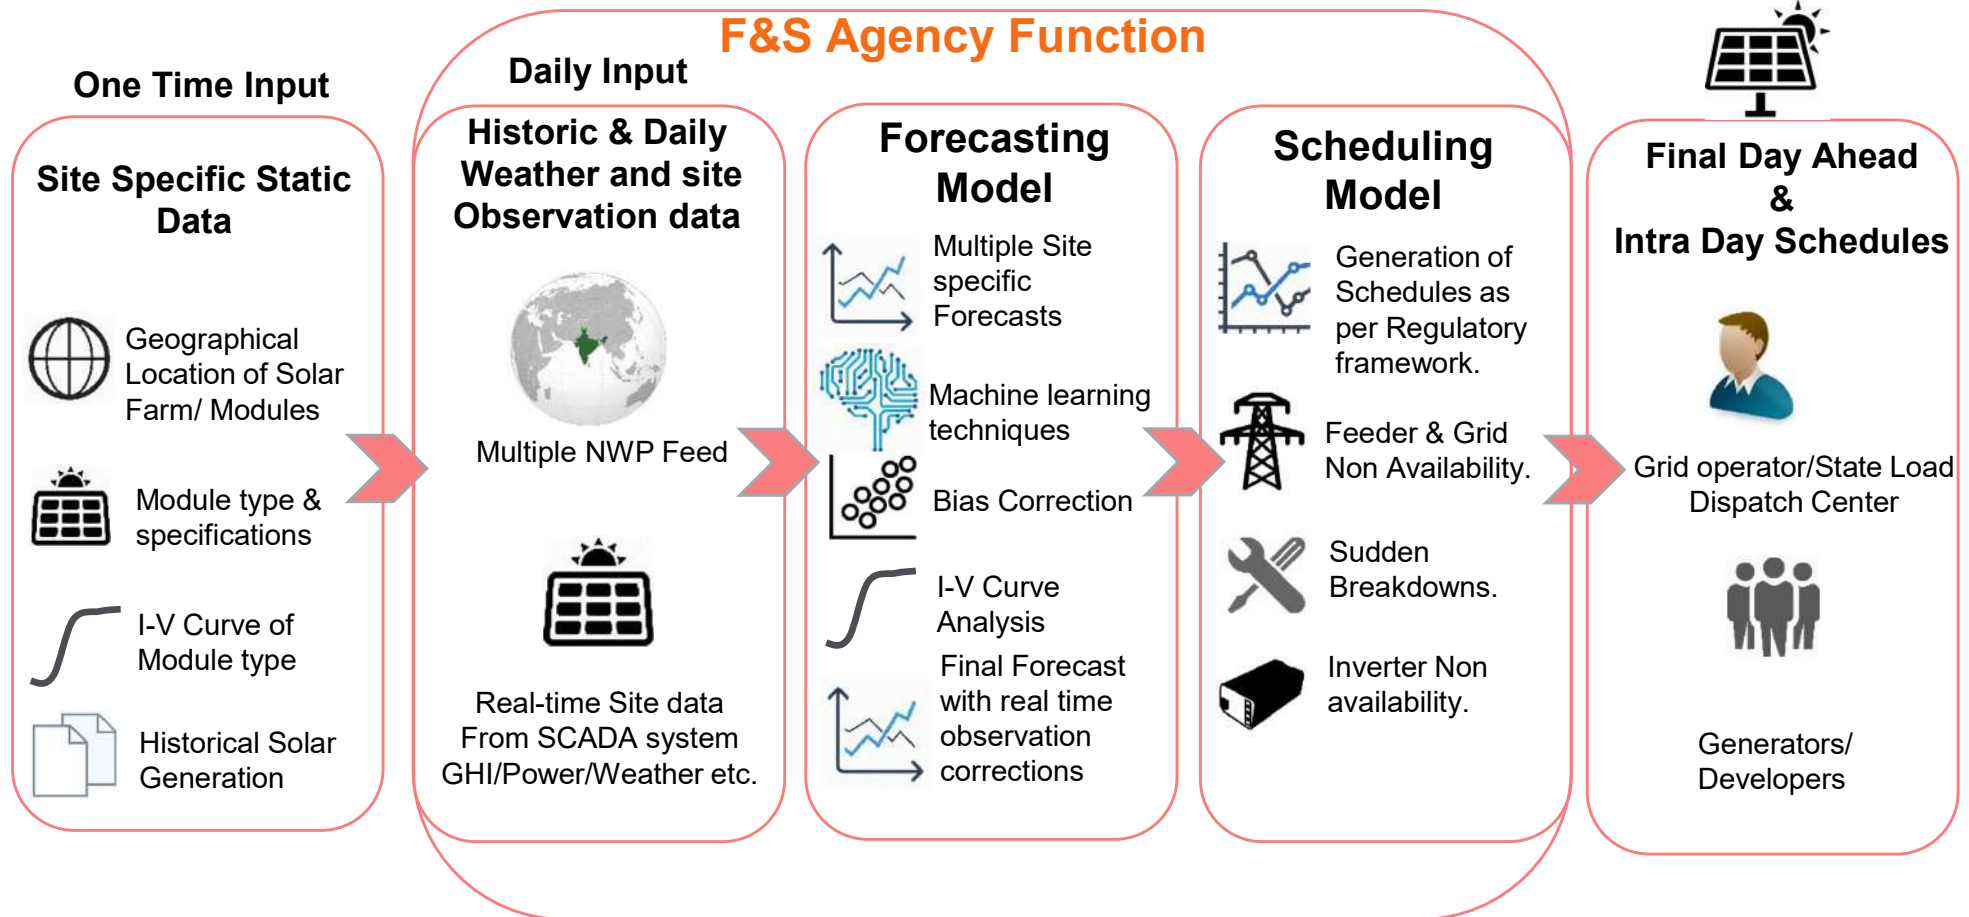 F&S Agency Function
One Time Input
Site Specific Static
Data
Geographical
Location of Solar
Farm/ Modules
Module type &
specifications
I-V Curve of
Module type
Historical Solar
Generation
Daily Input
Historic & Daily
Weather and site
Observation data
Multiple NWP Feed
Real-time Site data
From SCADA system
GHI/Power/Weather etc.
Forecasting
Model
Multiple Site
specific
Forecasts
Machine learning
techniques
Bias Correction
I-V Curve
Analysis
Final Forecast
with real time
observation
corrections
Scheduling
Model
Generation of
Schedules as
per Regulatory
framework.
Feeder & Grid
Non Availability.
Sudden
Breakdowns.
Inverter Non
availability.
Final Day Ahead
&
Intra Day Schedules
Grid operator/State Load
Dispatch Center
Generators/
Developers